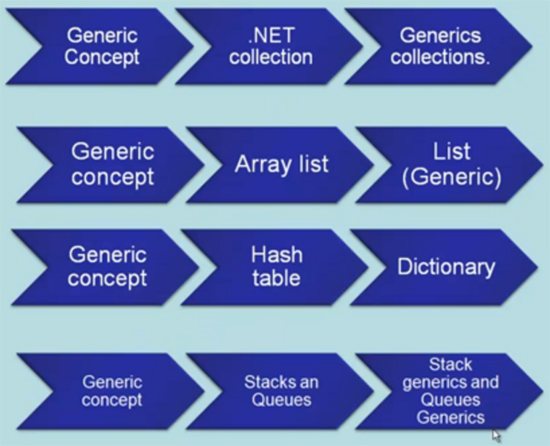 Generic
Concept
.NET
collection
Generics
collections.
Generic
concept
Array list
List
(Generic)
Generic
concept
Hash
table
Dictionary
Generic
concept
Stacks an
Queues
Stack
generics and
Queues
Generics